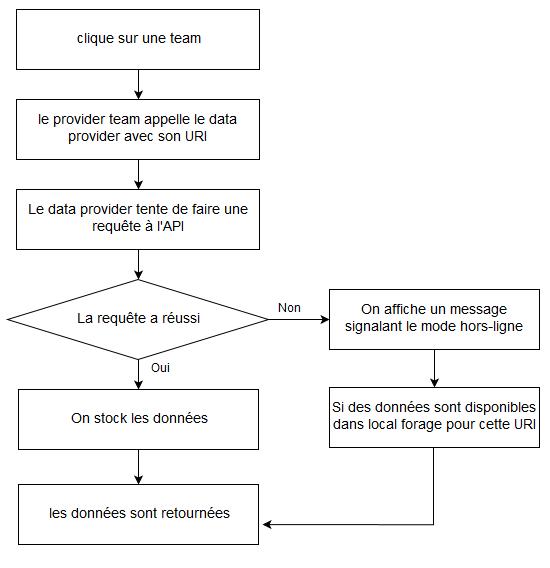 clique sur une team
le provider team appelle le data
provider avec son URI
Le data provider tente de faire une
requête à l'API
La requête a réussi
Non
On affiche un message
signalant le mode hors-ligne
Oui
On stock les données
Si des données sont disponibles
dans local forage pour cette URI
les données sont retournées